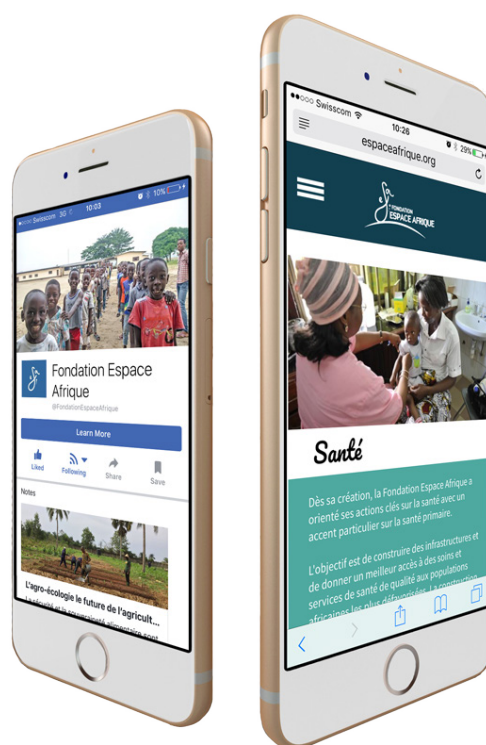 Swisscom 3G
10:03
10%
Fondation Espace
Afrique
@FondationEspaceAfrique
Learn More
Liked
Following
Share
Save
Notes
L'agro-écologie le future de l'agricult...
Swisscom
10:26
29%
espaceafrique.org
FONDATION
ESPACE AFRIQUE
Santé
Dès sa création, la Fondation Espace Afrique a
orienté ses actions clés sur la santé avec un
accent particulier sur la santé primaire.
L'objectif est de construire des infrastructures et
de donner un meilleur accès à des soins et
services de santé de qualité aux populations
africaines les plus défavorisées. La construction